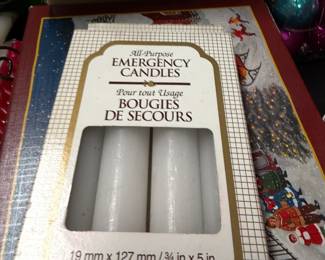 All-Purpose
EMERGENCY
CANDLES
Pour tout Usage
BOUGIES
DE SECOURS
19 mm x 127 mm / ¾ in x 5 in